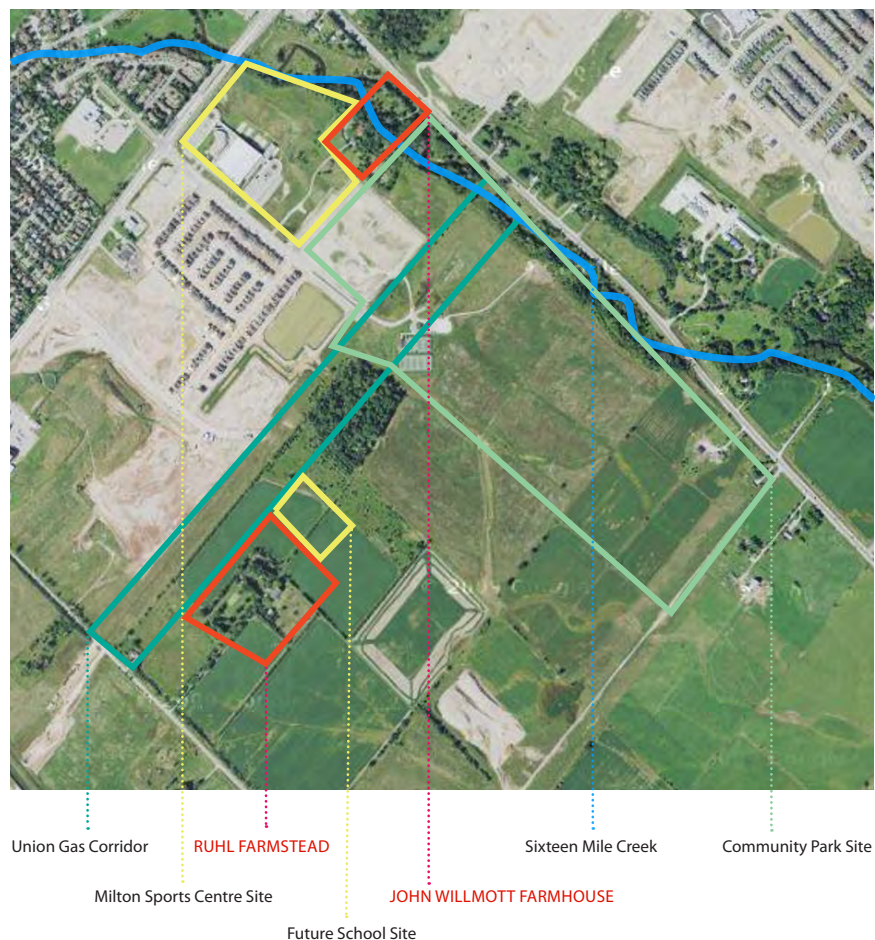 Union Gas Corridor
RUHL FARMSTEAD
Sixteen Mile Creek
Community Park Site
Milton Sports Centre Site
JOHN WILLMOTT FARMHOUSE
Future School Site